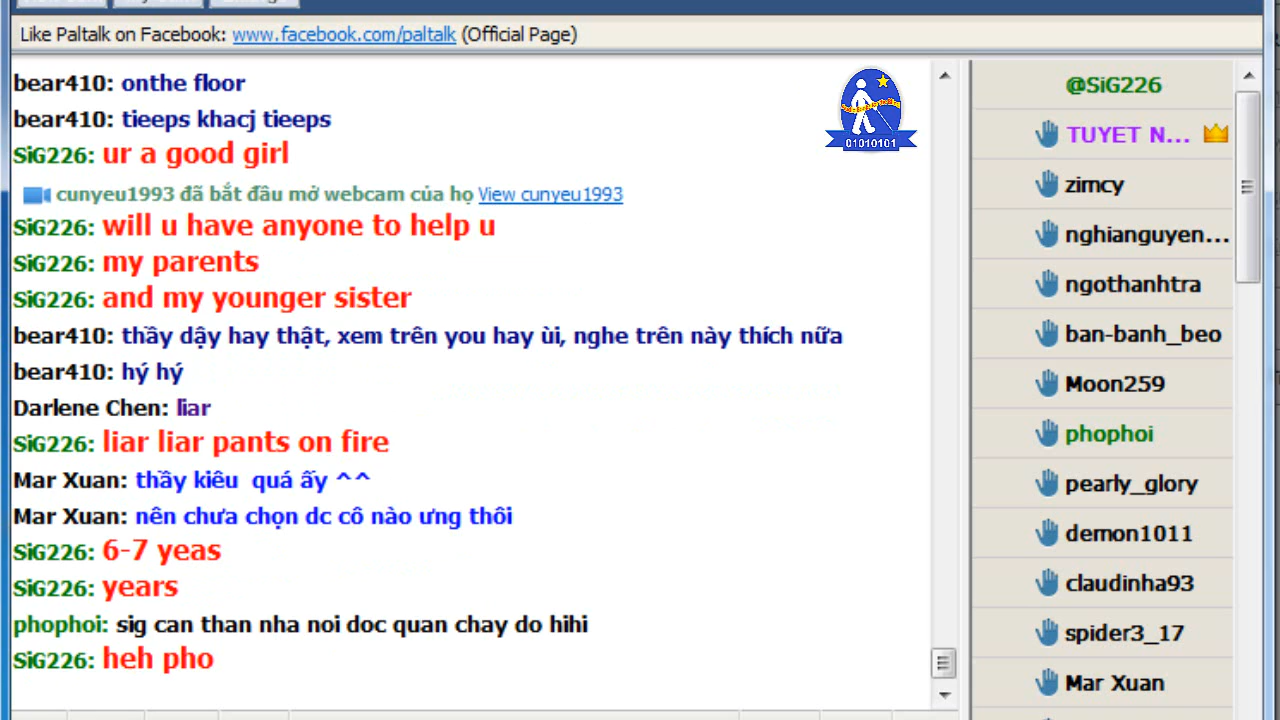 Like Paltalk on Facebook: www.facebook.com/paltalk (Official Page)
bear410: onthe floor
bear410: tieeps khacj tieeps
SiG226: ur a good girl
cunyeu1993 đã bắt đầu mở webcam của họ View cunyeu1993
SiG226: will u have anyone to help u
SiG226: my parents
SiG226: and my younger sister
bear410: thầy dậy hay thật, xem trên you hay ùi, nghe trên này thích nữa
bear410: hý hý
Darlene Chen: liar
SiG226: liar liar pants on fire
Mar Xuan: thầy kiêu quá ấy ^^
Mar Xuan: nên chưa chọn dc cô nào ưng thôi
SiG226: 6-7 yeas
SiG226: years
phophoi: sig can than nha noi doc quan chay do hihi
SiG226: heh pho
01010101
@SiG226
TUYET N...
zimcy
nghianguyen...
ngothanhtra
ban-banh_beo
Moon259
phophoi
pearly_glory
demon1011
claudinha93
spider3_17
Mar Xuan